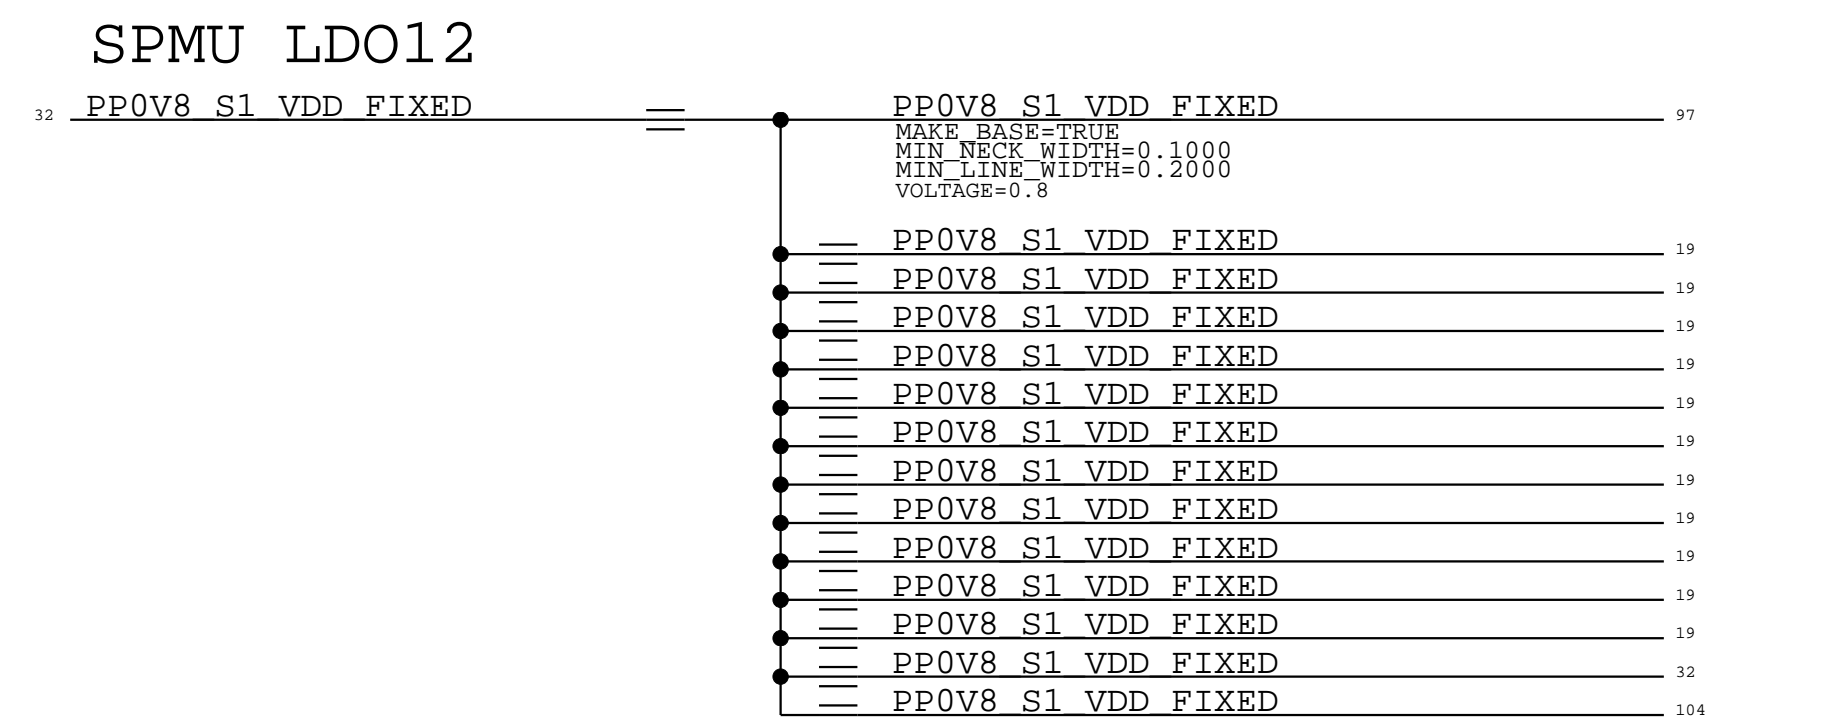 SPMU LDO12
32 PP0V8_S1_VDD_FIXED PP0V8_S1_VDD_FIXED 97
MAKE_BASE=TRUE
MIN_NECK_WIDTH=0.1000
MIN_LINE_WIDTH=0.2000
VOLTAGE=0.8
PP0V8_S1_VDD_FIXED 19
PP0V8_S1_VDD_FIXED 19
PP0V8_S1_VDD_FIXED 19
PP0V8_S1_VDD_FIXED 19
PP0V8_S1_VDD_FIXED 19
PP0V8_S1_VDD_FIXED 19
PP0V8_S1_VDD_FIXED 19
PP0V8_S1_VDD_FIXED 19
PP0V8_S1_VDD_FIXED 19
PP0V8_S1_VDD_FIXED 19
PP0V8_S1_VDD_FIXED 19
PP0V8_S1_VDD_FIXED 32
PP0V8_S1_VDD_FIXED 104